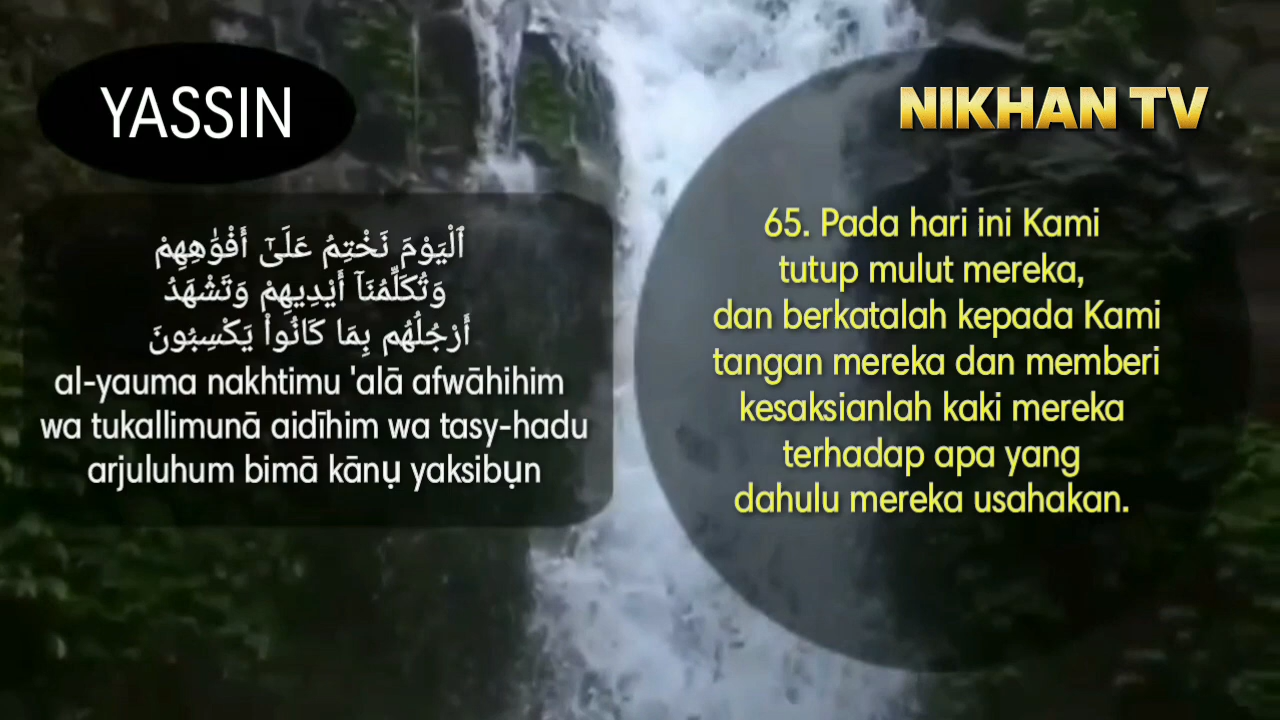 YASSIN
ٱلْيَوْمَ نَخْتِمُ عَلَىٰٓ أَفْوَٰهِهِمْ
وَتُكَلِّمُنَآ أَيْدِيهِمْ وَتَشْهَدُ
أَرْجُلُهُم بِمَا كَانُوا۟ يَكْسِبُونَ
al-yauma nakhtimu 'alā afwāhihim
wa tukallimunā aidīhim wa tasy-hadu
arjuluhum bimā kānụ yaksibụn
NIKHAN TV
65. Pada hari ini Kami
tutup mulut mereka,
dan berkatalah kepada Kami
tangan mereka dan memberi
kesaksianlah kaki mereka
terhadap apa yang
dahulu mereka usahakan.